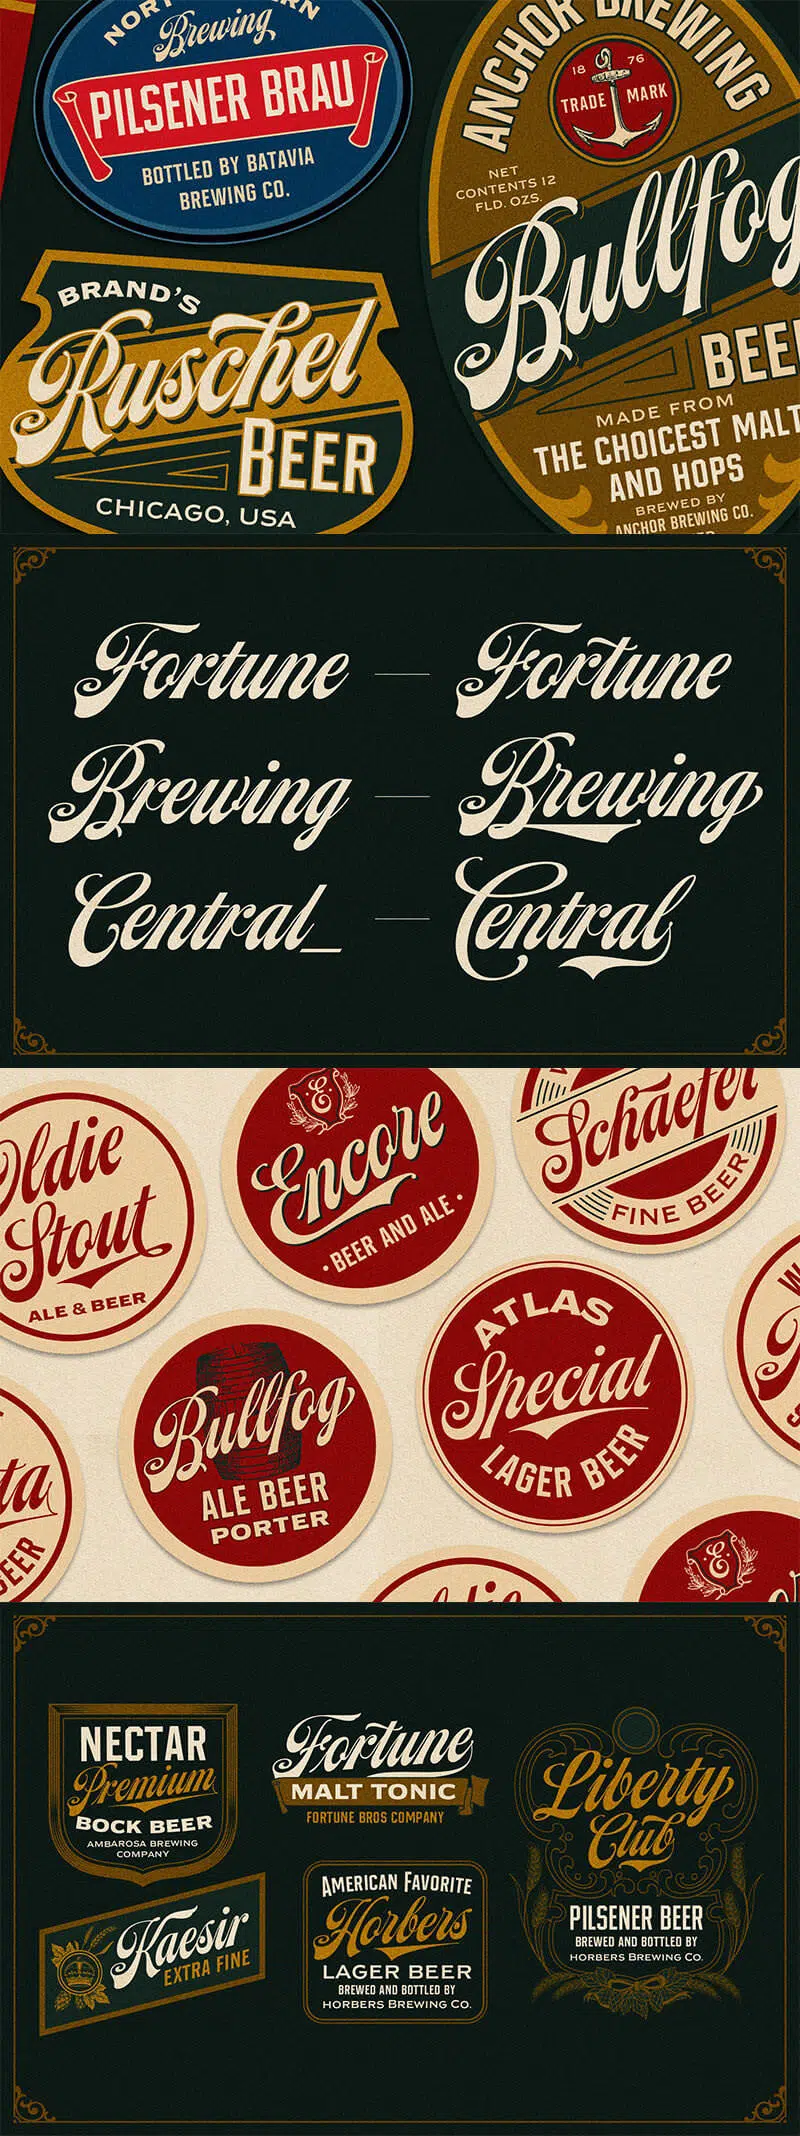 Brewing
PILSENER BRAU
BOTTLED BY BATAVIA
BREWING CO.
ANCHOR BREWING
18 76
TRADE MARK
NET
CONTENTS 12
FLD. OZS.
Bullfog
BEE
MADE FROM
THE CHOICEST MALT
AND HOPS
BREWED BY
ANCHOR BREWING CO.
BRAND'S
Ruschel
BEER
CHICAGO, USA
Fortune — Fortune
Brewing — Brewing
Central_ — Central
Oldie
Stout
ALE & BEER
E
Encore
• BEER AND ALE •
Schaefer
FINE BEER
Bullfog
ALE BEER
PORTER
ATLAS
Special
LAGER BEER
ta
BEER
E
NECTAR
Premium
BOCK BEER
AMBAROSA BREWING
COMPANY
Fortune
MALT TONIC
FORTUNE BROS COMPANY
Liberty
Club
PILSENER BEER
BREWED AND BOTTLED BY
HORBERS BREWING CO.
Kaesir
EXTRA FINE
AMERICAN FAVORITE
Horbers
LAGER BEER
BREWED AND BOTTLED BY
HORBERS BREWING CO.